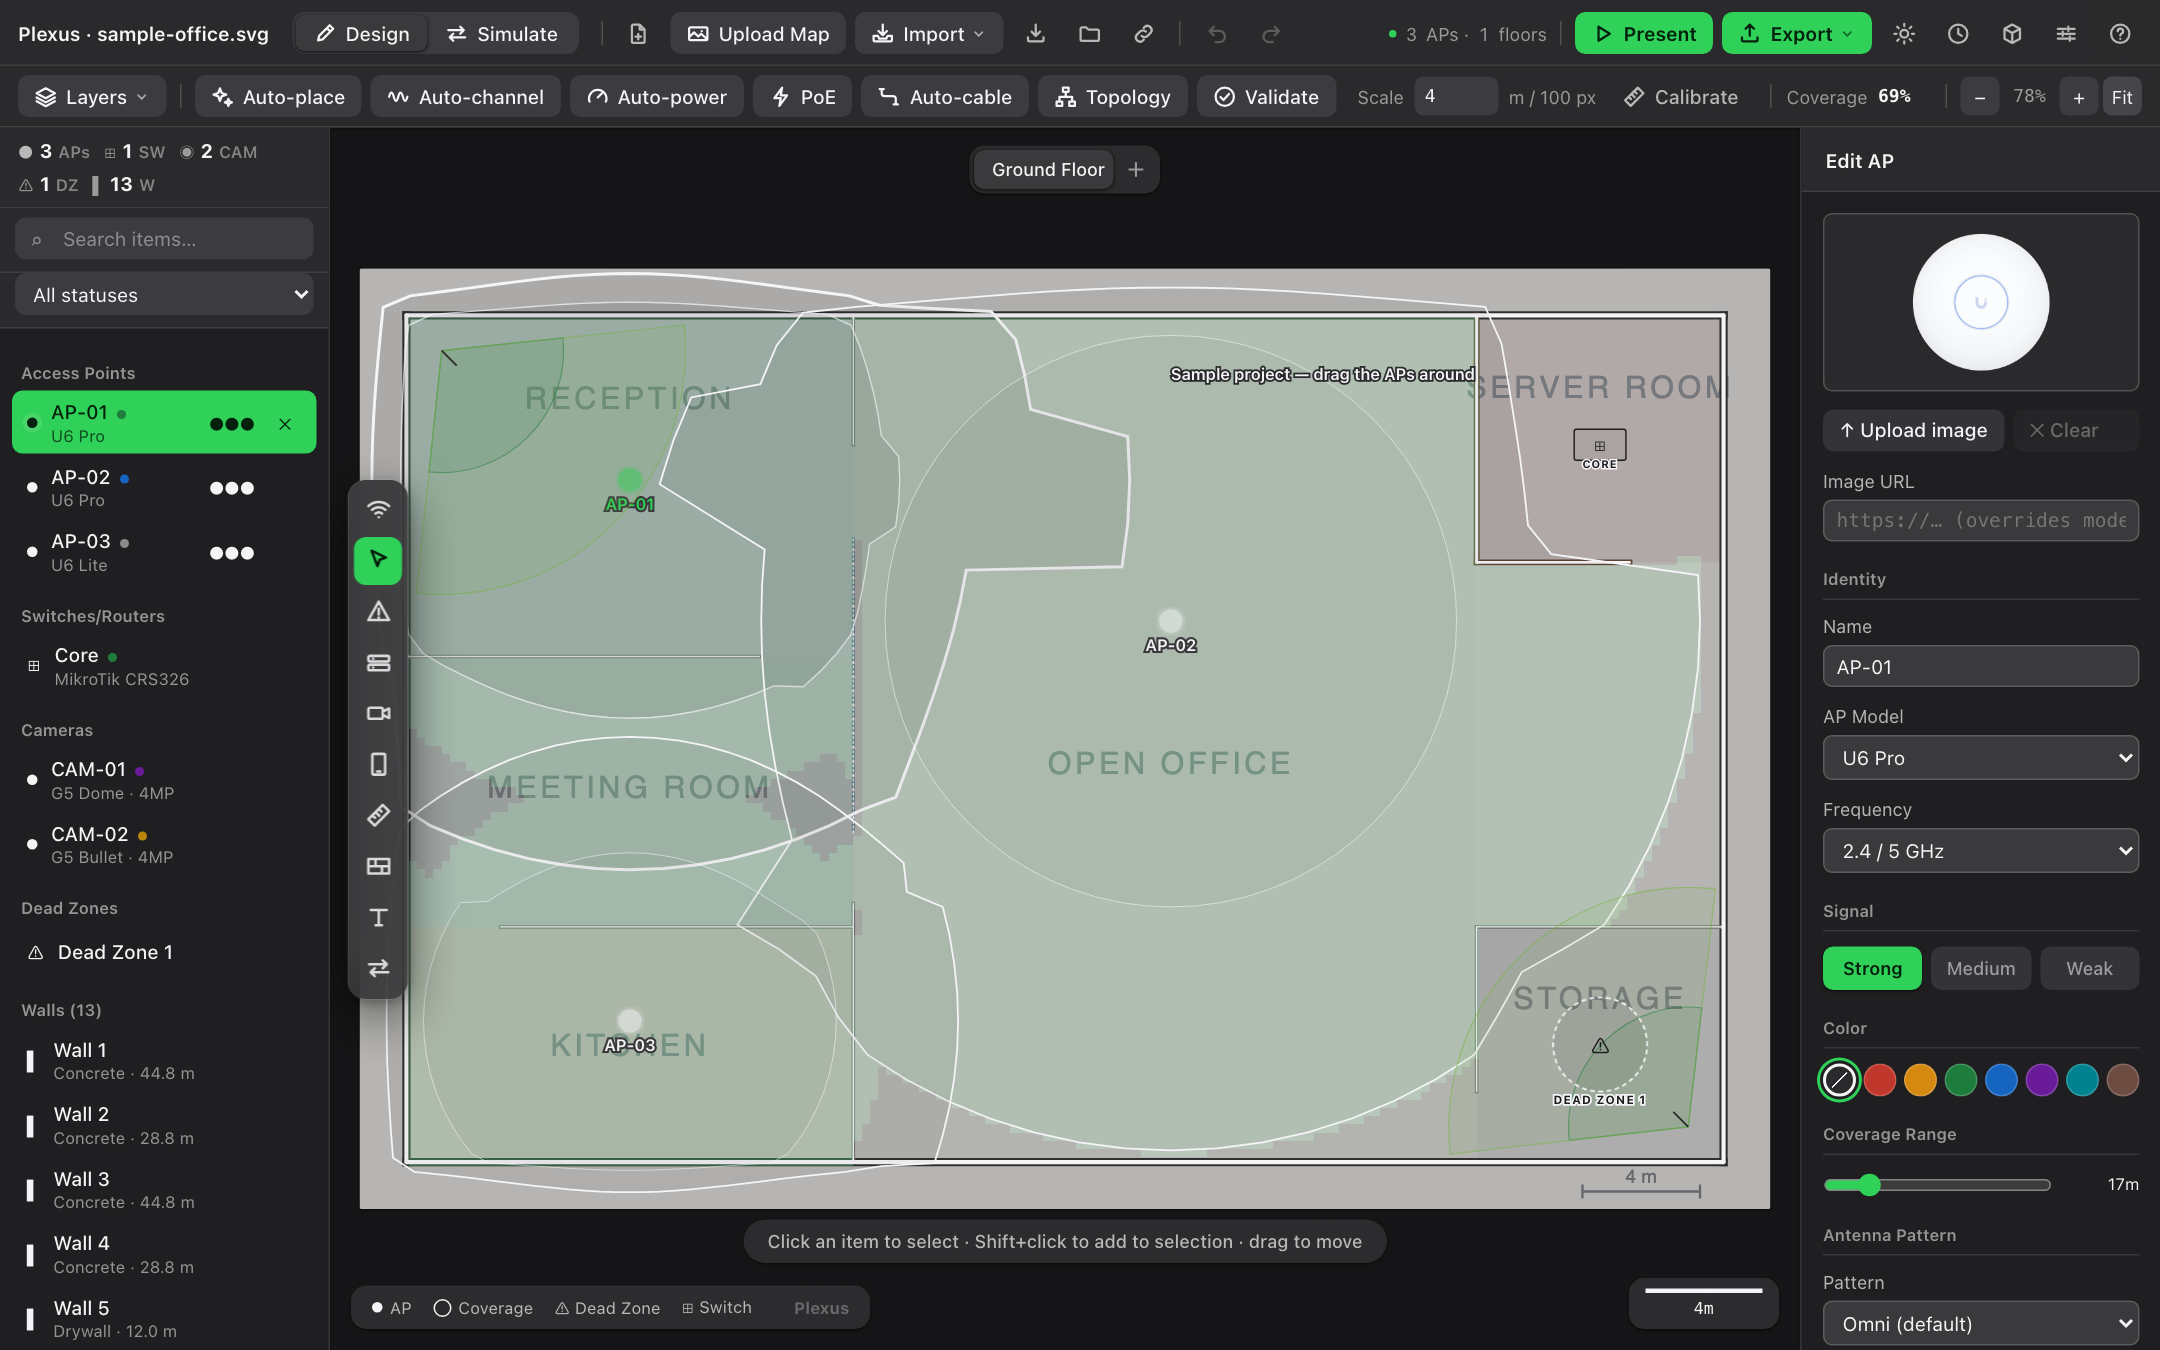 Plexus · sample-office.svg
Design
Simulate
Upload Map
Import
3 APs · 1 floors
Present
Export
Layers
Auto-place
Auto-channel
Auto-power
PoE
Auto-cable
Topology
Validate
Scale
4
m / 100 px
Calibrate
Coverage 69%
−
78%
+
Fit
3 APs 1 SW 2 CAM
1 DZ 13 W
Search items...
All statuses
Access Points
AP-01
U6 Pro
AP-02
U6 Pro
AP-03
U6 Lite
Switches/Routers
Core
MikroTik CRS326
Cameras
CAM-01
G5 Dome · 4MP
CAM-02
G5 Bullet · 4MP
Dead Zones
Dead Zone 1
Walls (13)
Wall 1
Concrete · 44.8 m
Wall 2
Concrete · 28.8 m
Wall 3
Concrete · 44.8 m
Wall 4
Concrete · 28.8 m
Wall 5
Drywall · 12.0 m
Ground Floor
+
Sample project — drag the APs around
RECEPTION
SERVER ROOM
CORE
AP-01
AP-02
OPEN OFFICE
MEETING ROOM
KITCHEN
AP-03
STORAGE
DEAD ZONE 1
4 m
Click an item to select · Shift+click to add to selection · drag to move
AP
Coverage
Dead Zone
Switch
Plexus
4m
Edit AP
Upload image
Clear
Image URL
https://… (overrides mode
Identity
Name
AP-01
AP Model
U6 Pro
Frequency
2.4 / 5 GHz
Signal
Strong
Medium
Weak
Color
Coverage Range
17m
Antenna Pattern
Pattern
Omni (default)